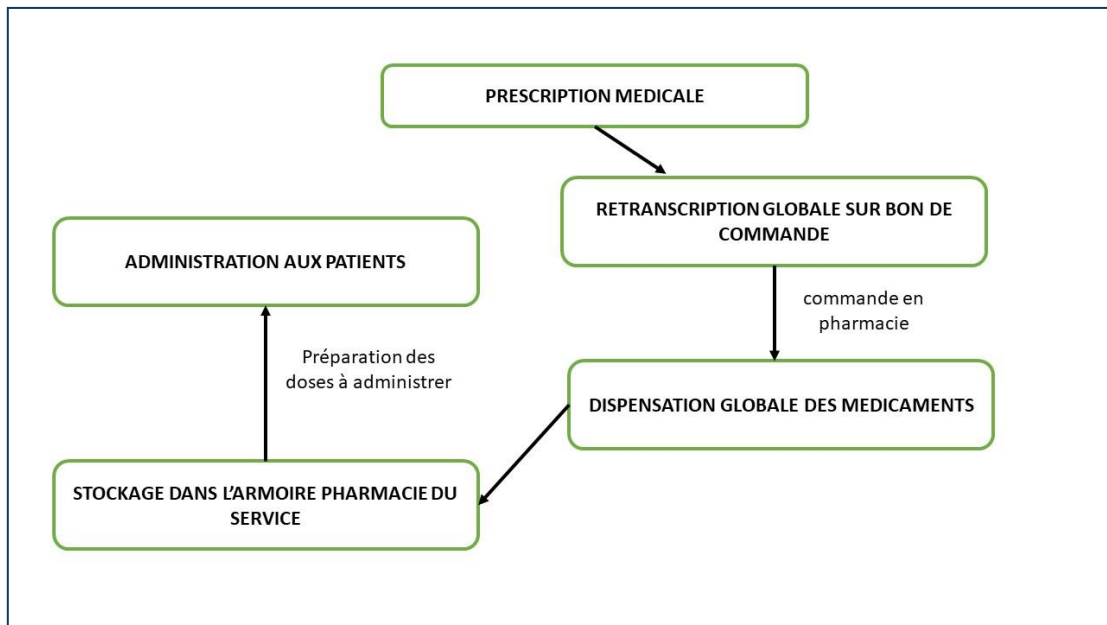 PRESCRIPTION MEDICALE
RETRANSCRIPTION GLOBALE SUR BON DE
COMMANDE
commande en
pharmacie
DISPENSATION GLOBALE DES MEDICAMENTS
STOCKAGE DANS L’ARMOIRE PHARMACIE DU
SERVICE
Préparation des
doses à administrer
ADMINISTRATION AUX PATIENTS